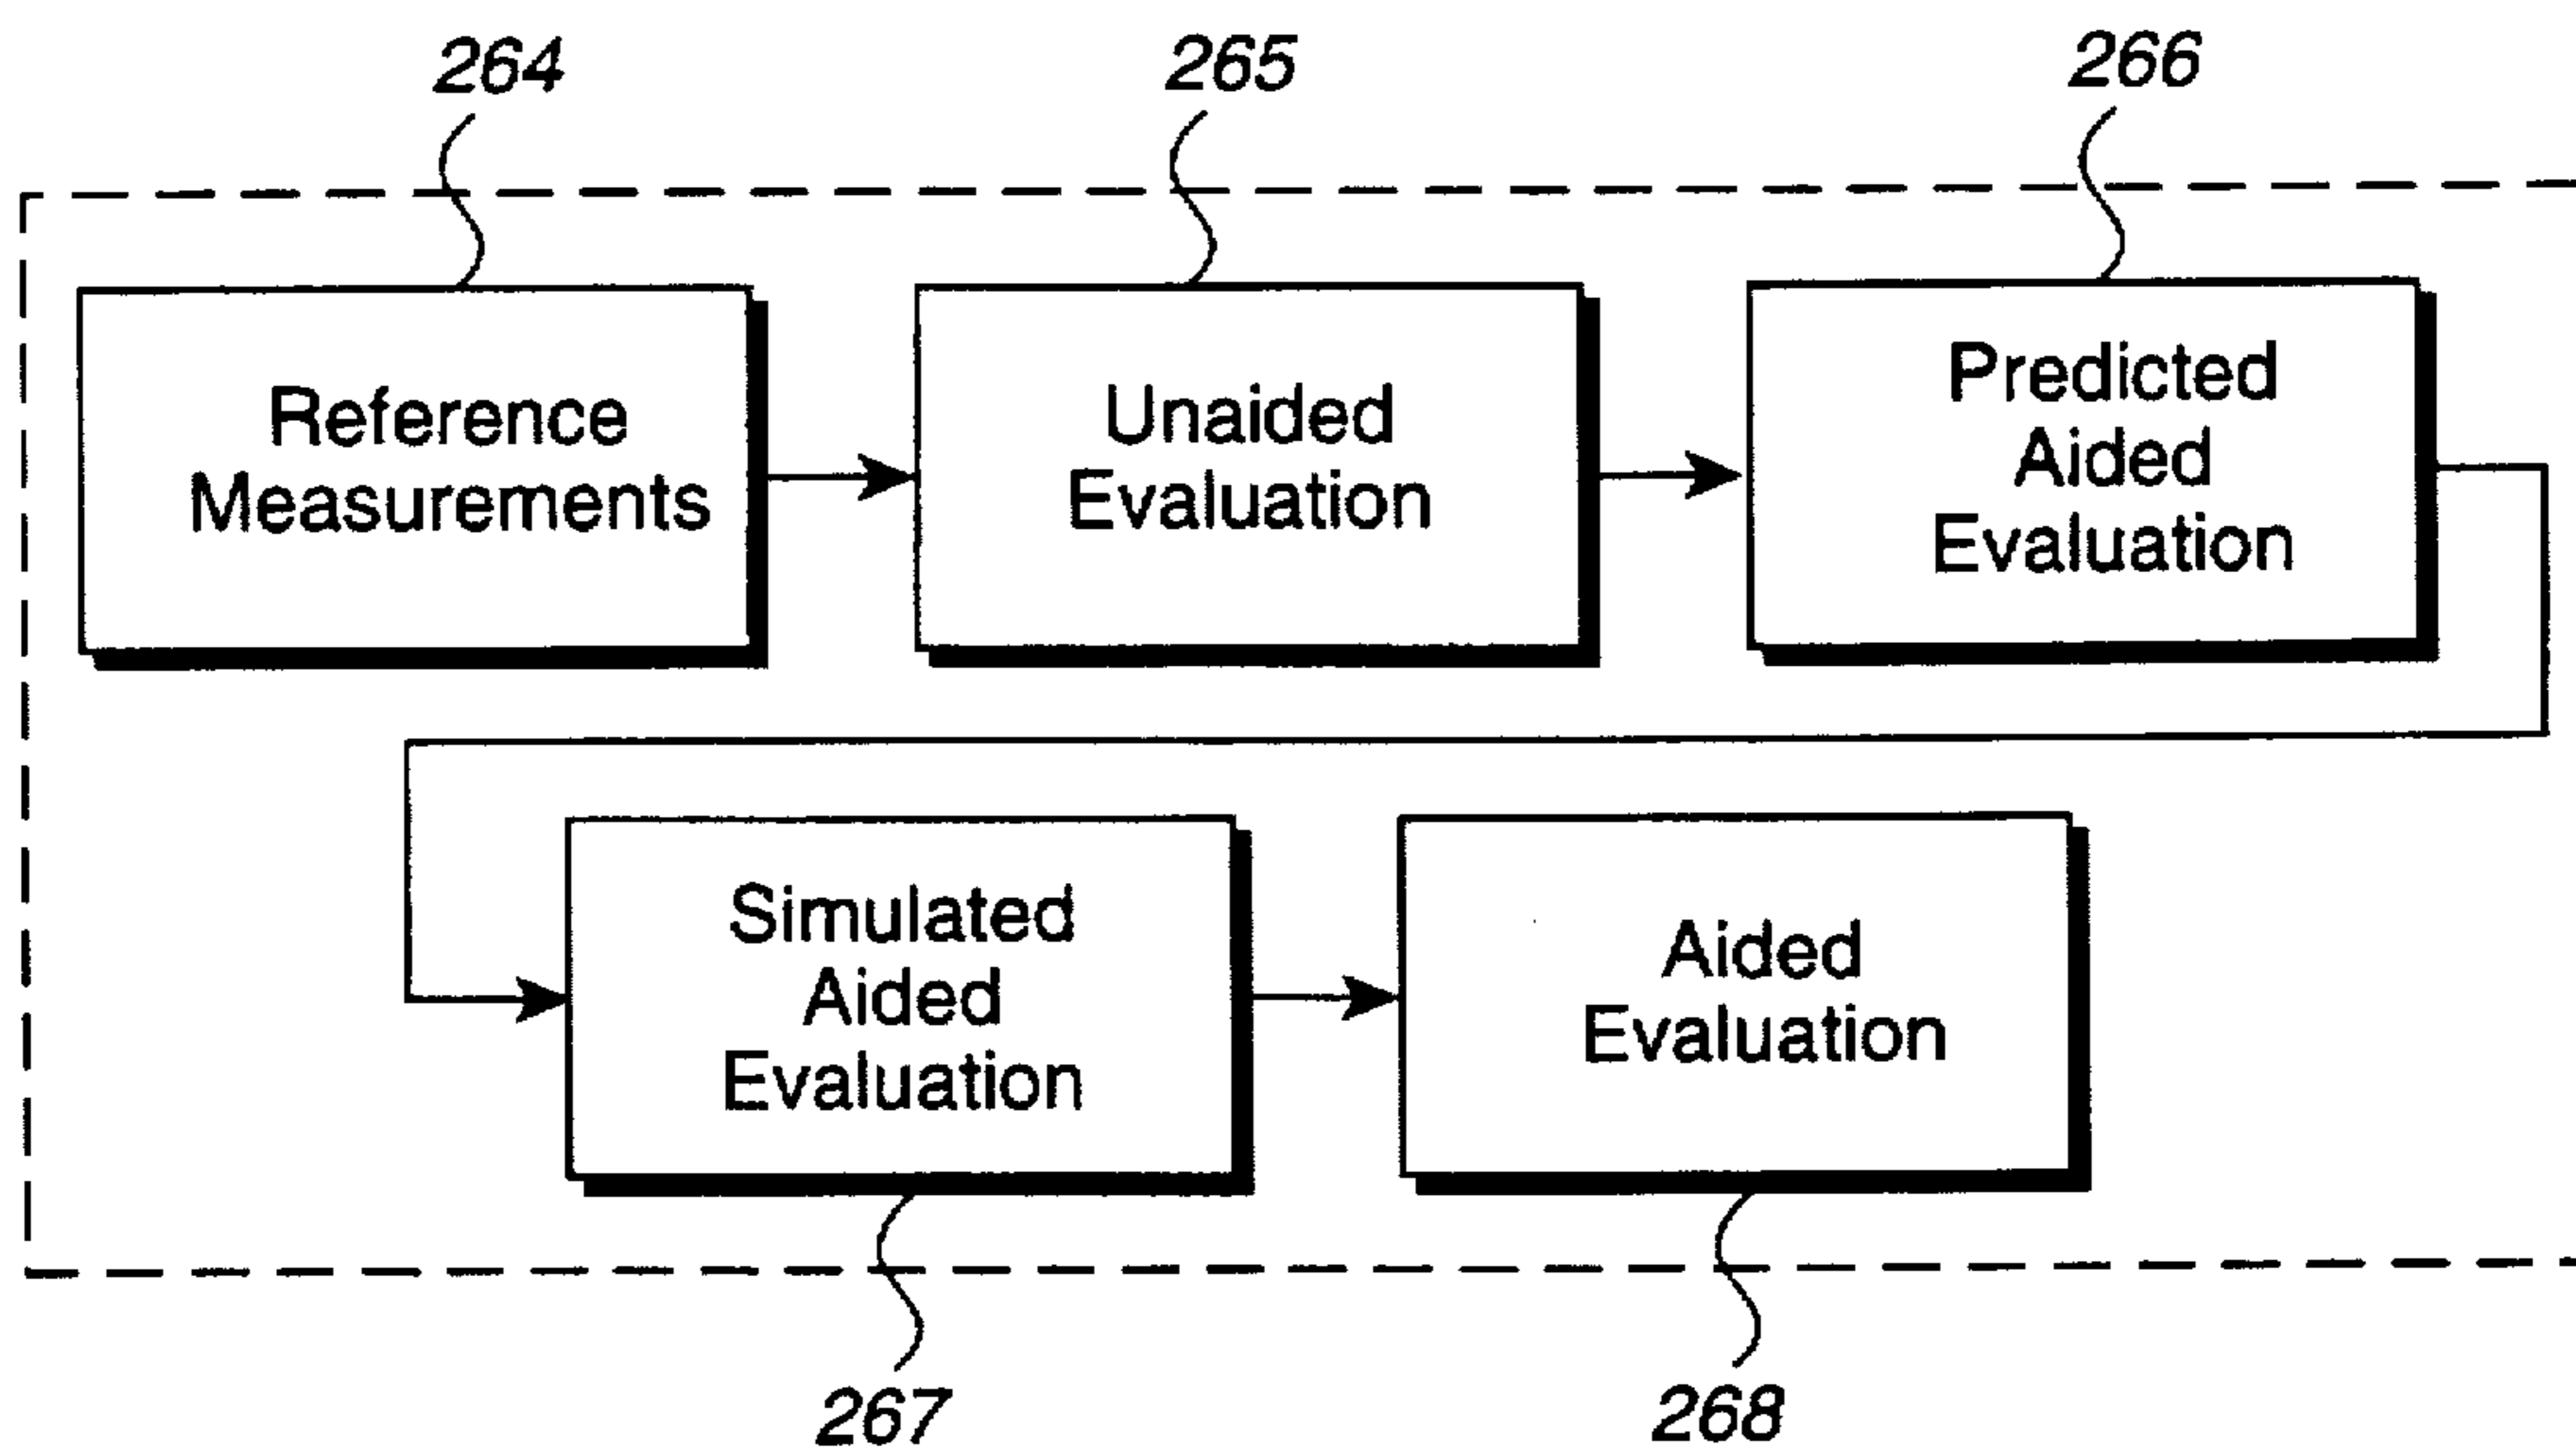 264
265
266
Reference
Measurements
Unaided
Evaluation
Predicted
Aided
Evaluation
Simulated
Aided
Evaluation
Aided
Evaluation
267
268